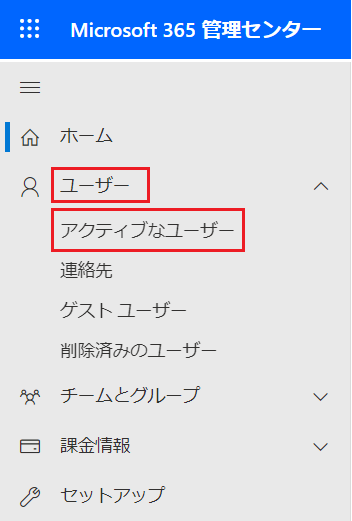 Microsoft 365 管理センター
ホーム
ユーザー
アクティブなユーザー
連絡先
ゲスト ユーザー
削除済みのユーザー
チームとグループ
課金情報
セットアップ